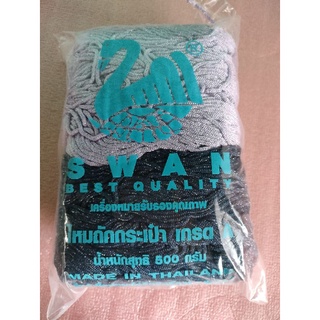 ®
SWAN
BEST QUALITY
เครื่องหมายรับรองคุณภาพ
ไหมถักกระเป๋า เกรด A
น้ำหนักสุทธิ 500 กรัม
MADE IN THAILAND